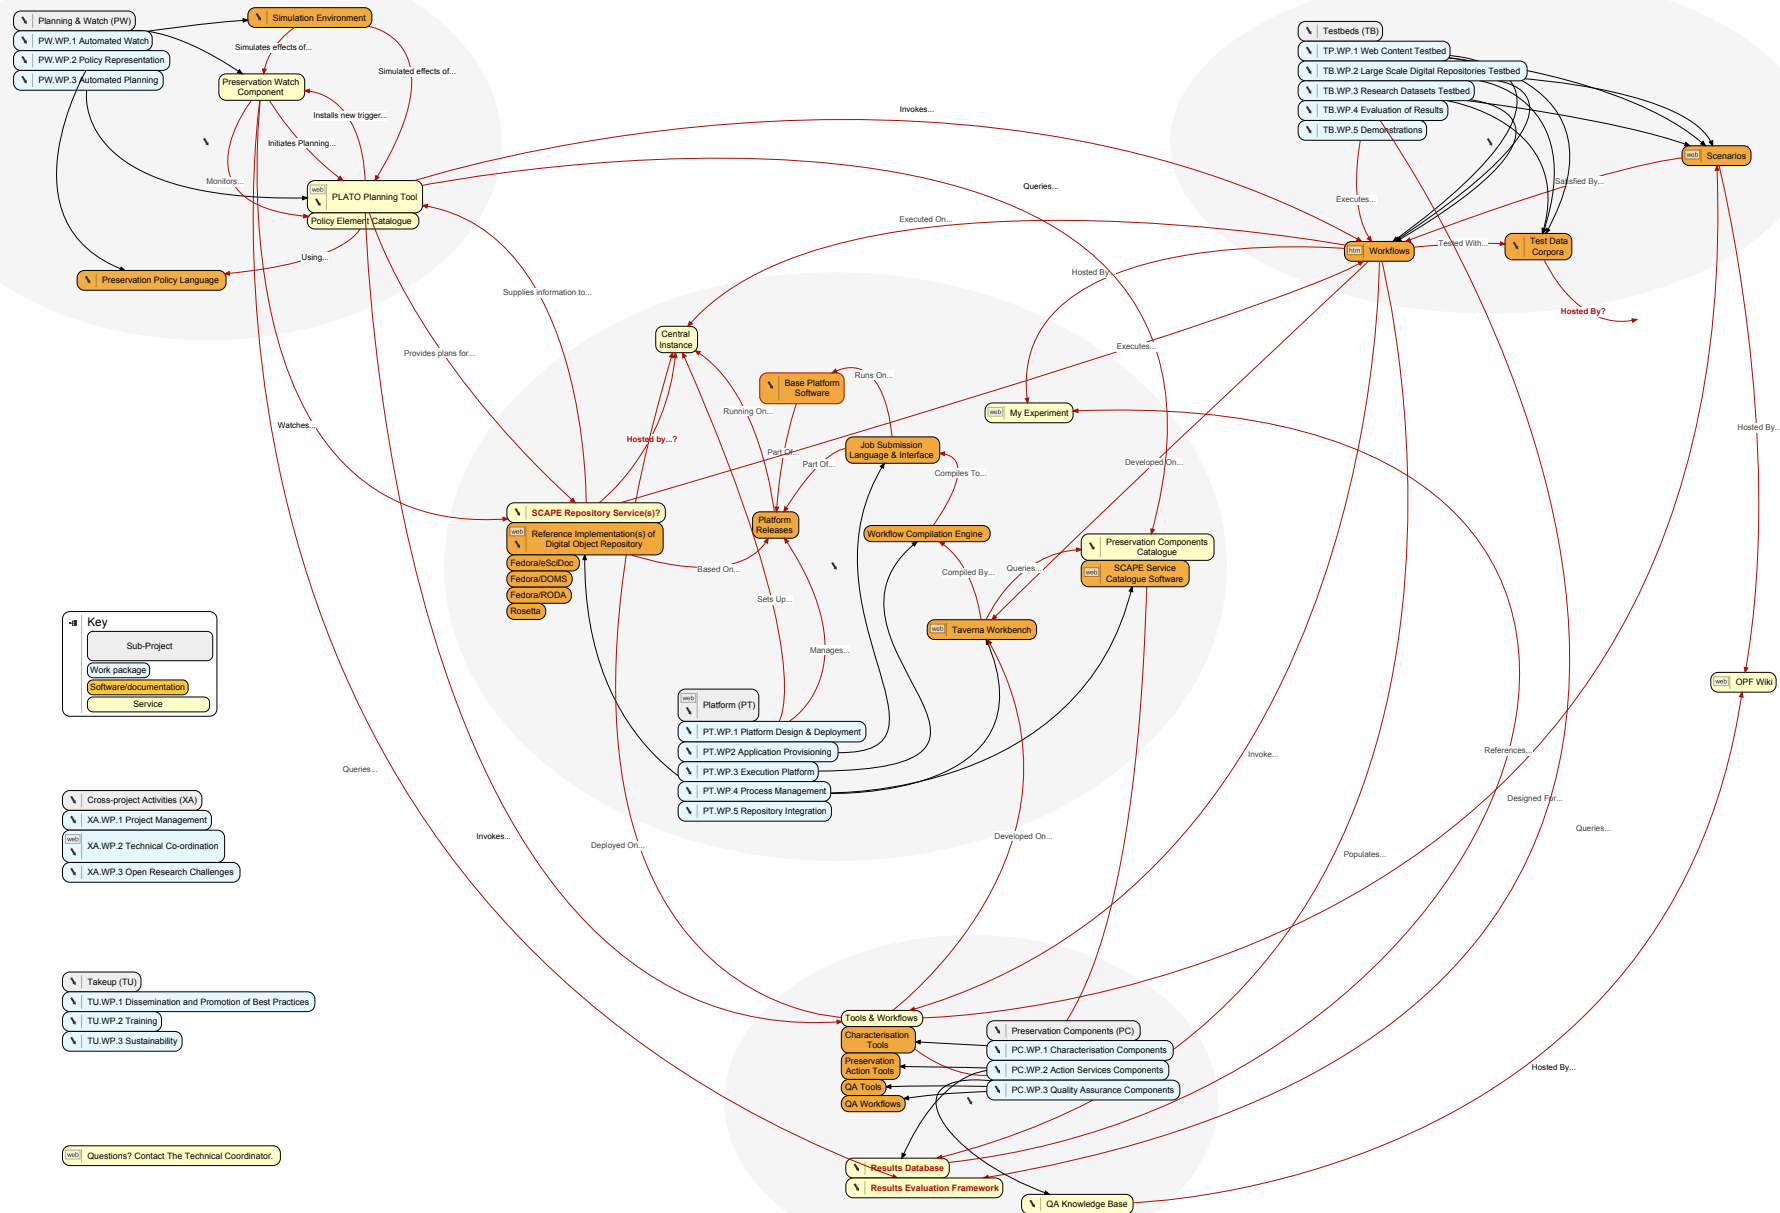 Planning & Watch (PW)
PW.WP.1 Automated Watch
PW.WP.2 Policy Representation
PW.WP.3 Automated Planning
Simulation Environment
Simulates effects of...
Simulated effects of...
Preservation Watch
Component
Installs new trigger...
Initiates Planning...
Monitors...
web
PLATO Planning Tool
Policy Element Catalogue
Using...
Preservation Policy Language
Testbeds (TB)
TP.WP.1 Web Content Testbed
TB.WP.2 Large Scale Digital Repositories Testbed
TB.WP.3 Research Datasets Testbed
TB.WP.4 Evaluation of Results
TB.WP.5 Demonstrations
web
Scenarios
Satisfied By...
Executes...
htm
Workflows
Tested With...
Test Data
Corpora
Hosted By?
Invokes...
Queries...
Executed On...
Hosted By...
Supplies information to...
Provides plans for...
Watches...
Central
Instance
Executes...
Base Platform
Software
Runs On...
Running On...
web
My Experiment
Hosted by...?
Part Of...
Part Of...
Job Submission
Language & Interface
Compiles To...
Developed On...
Hosted By...
SCAPE Repository Service(s)?
web
Reference Implementation(s) of
Digital Object Repository
Fedora/eSciDoc
Fedora/DOMS
Fedora/RODA
Rosetta
Platform
Releases
Based On...
Workflow Compilation Engine
Compiled By...
Queries...
Preservation Components
Catalogue
web
SCAPE Service
Catalogue Software
Sets Up...
Manages...
web
Taverna Workbench
Key
Sub-Project
Work package
Software/documentation
Service
web
Platform (PT)
PT.WP.1 Platform Design & Deployment
PT.WP2 Application Provisioning
PT.WP.3 Execution Platform
PT.WP.4 Process Management
PT.WP.5 Repository Integration
web
OPF Wiki
Queries...
Invoke...
References...
Designed For...
Queries...
Cross-project Activities (XA)
XA.WP.1 Project Management
web
XA.WP.2 Technical Co-ordination
XA.WP.3 Open Research Challenges
Invokes...
Deployed On...
Developed On...
Populates...
Takeup (TU)
TU.WP.1 Dissemination and Promotion of Best Practices
TU.WP.2 Training
TU.WP.3 Sustainability
Tools & Workflows
Characterisation
Tools
Preservation
Action Tools
QA Tools
QA Workflows
Preservation Components (PC)
PC.WP.1 Characterisation Components
PC.WP.2 Action Services Components
PC.WP.3 Quality Assurance Components
Hosted By...
web
Questions? Contact The Technical Coordinator.
Results Database
Results Evaluation Framework
QA Knowledge Base